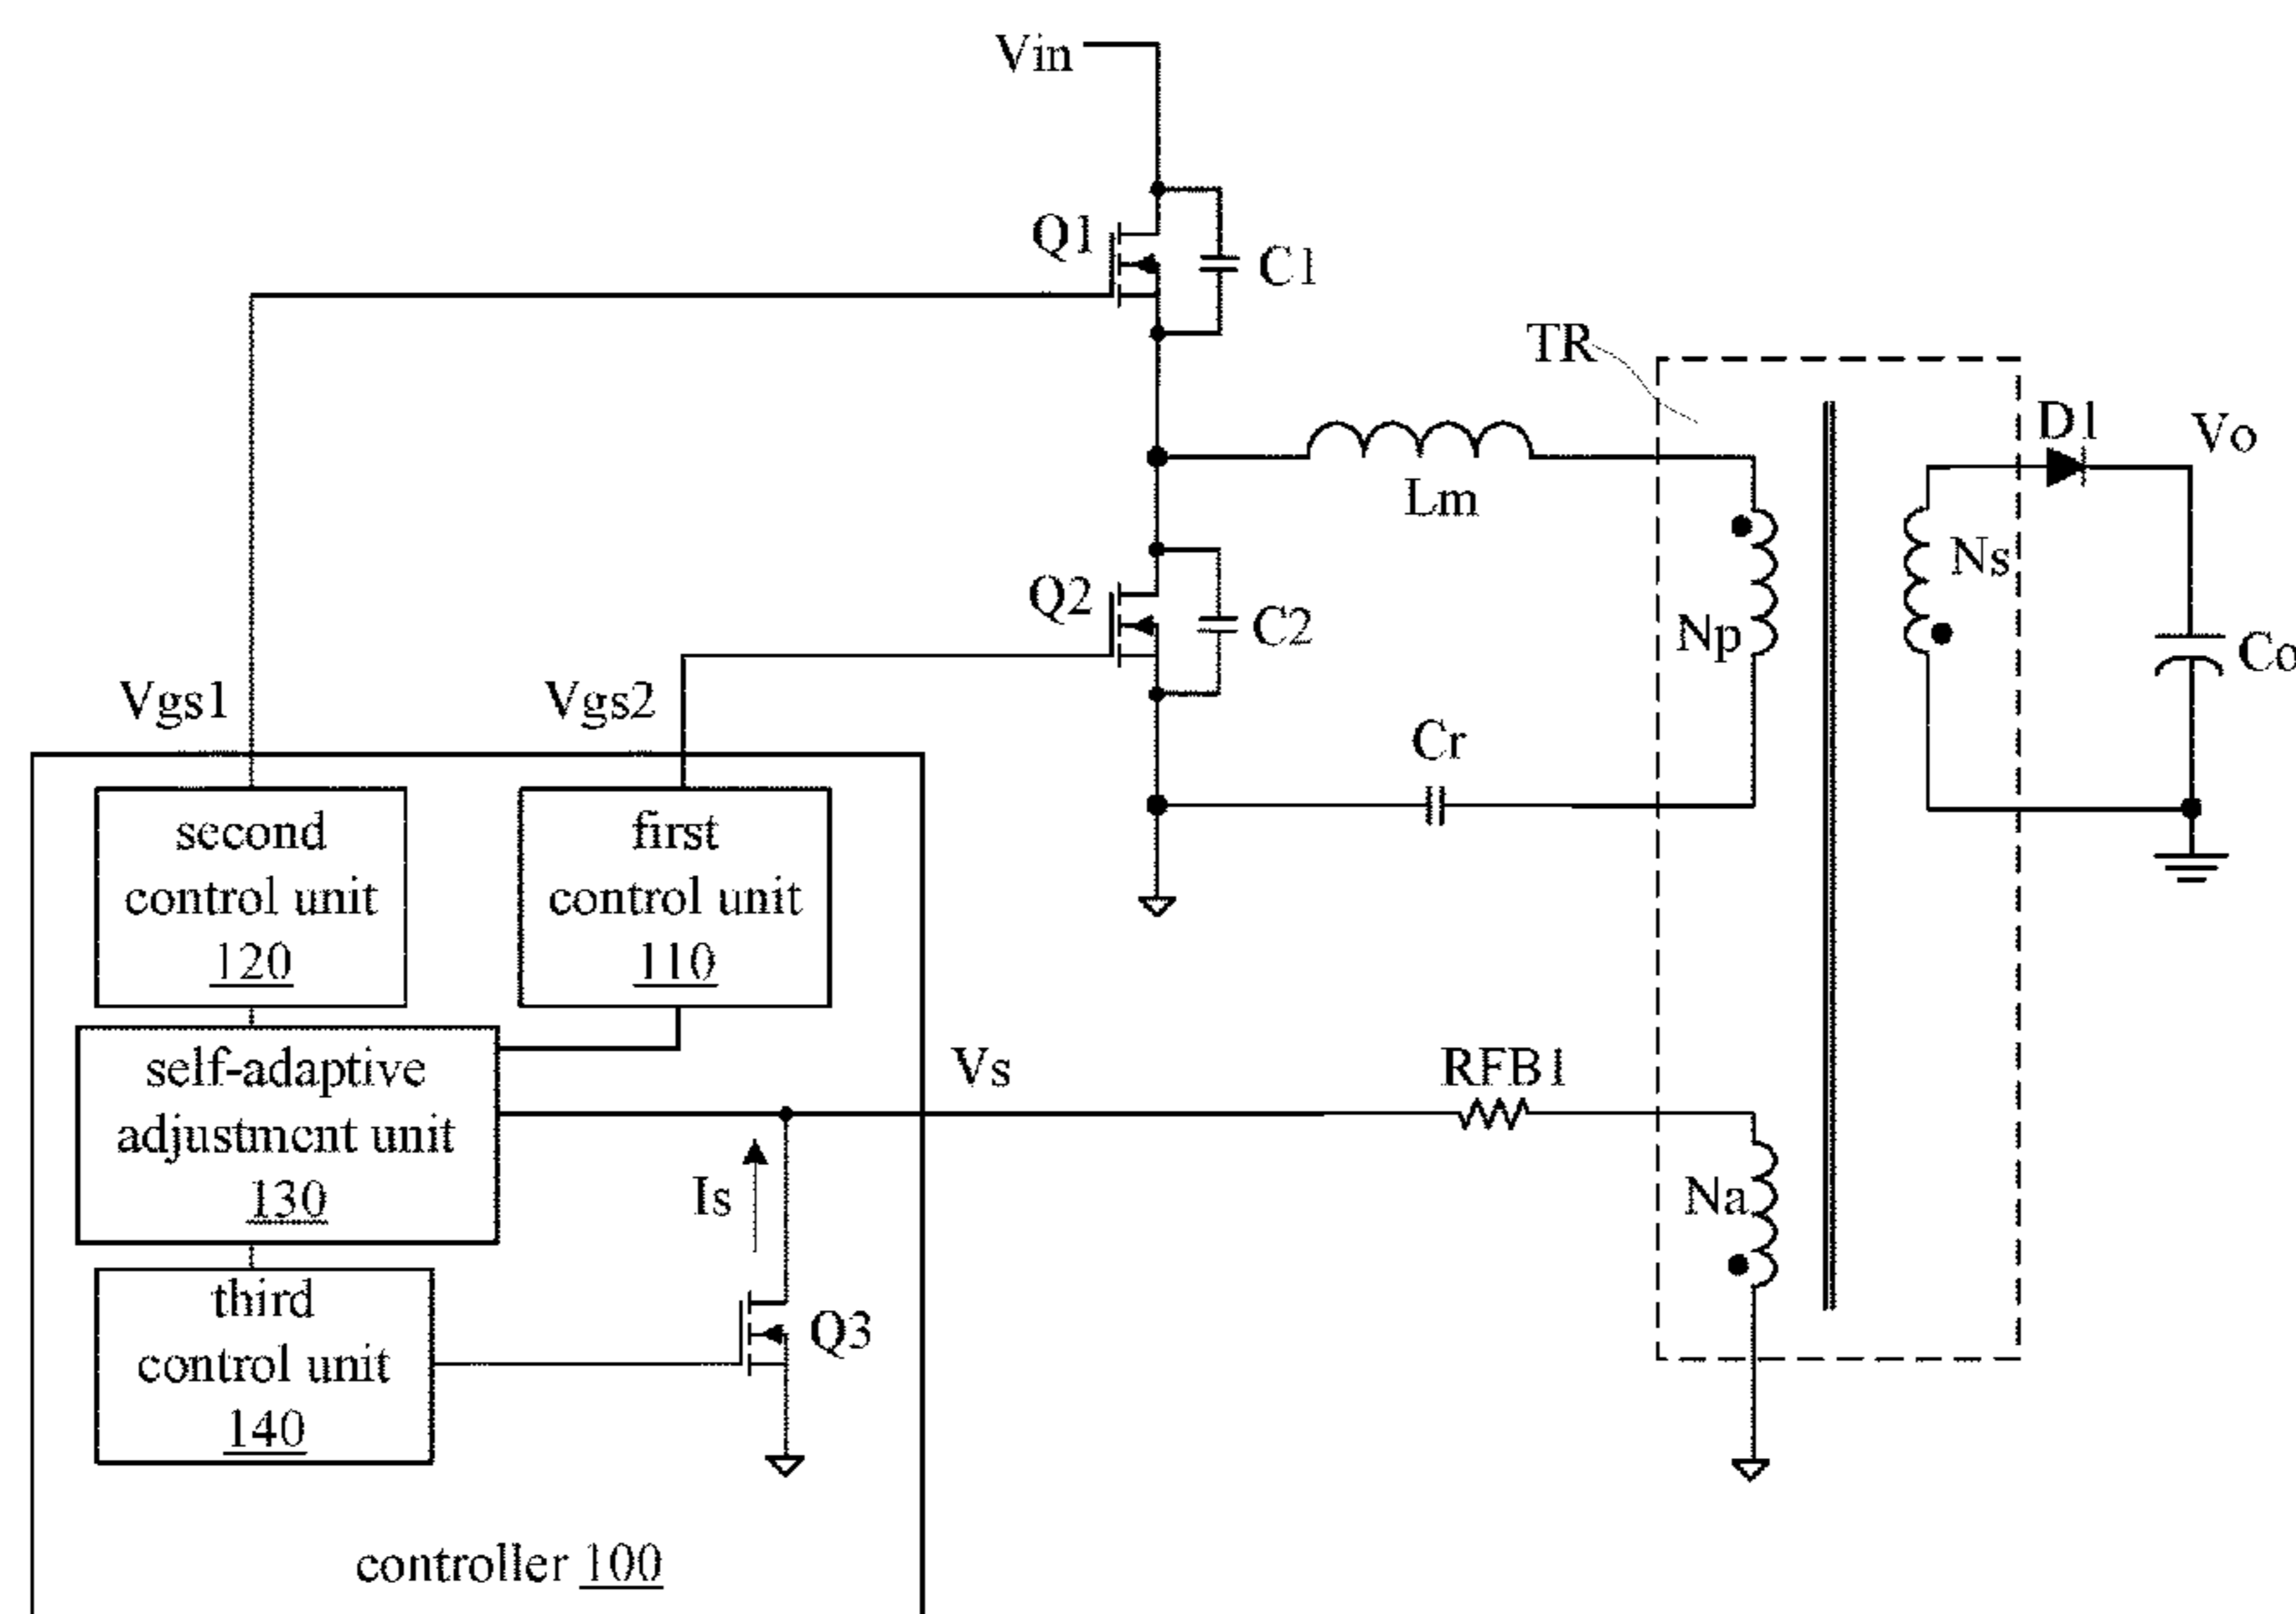 Vin
Q1
C1
TR
D1
Vo
Lm
Ns
Q2
C2
Np
Co
Vgs1
Vgs2
Cr
second
control unit
120
first
control unit
110
self-adaptive
adjustment unit
130
Vs
RFB1
Is
Na
third
control unit
140
Q3
controller 100